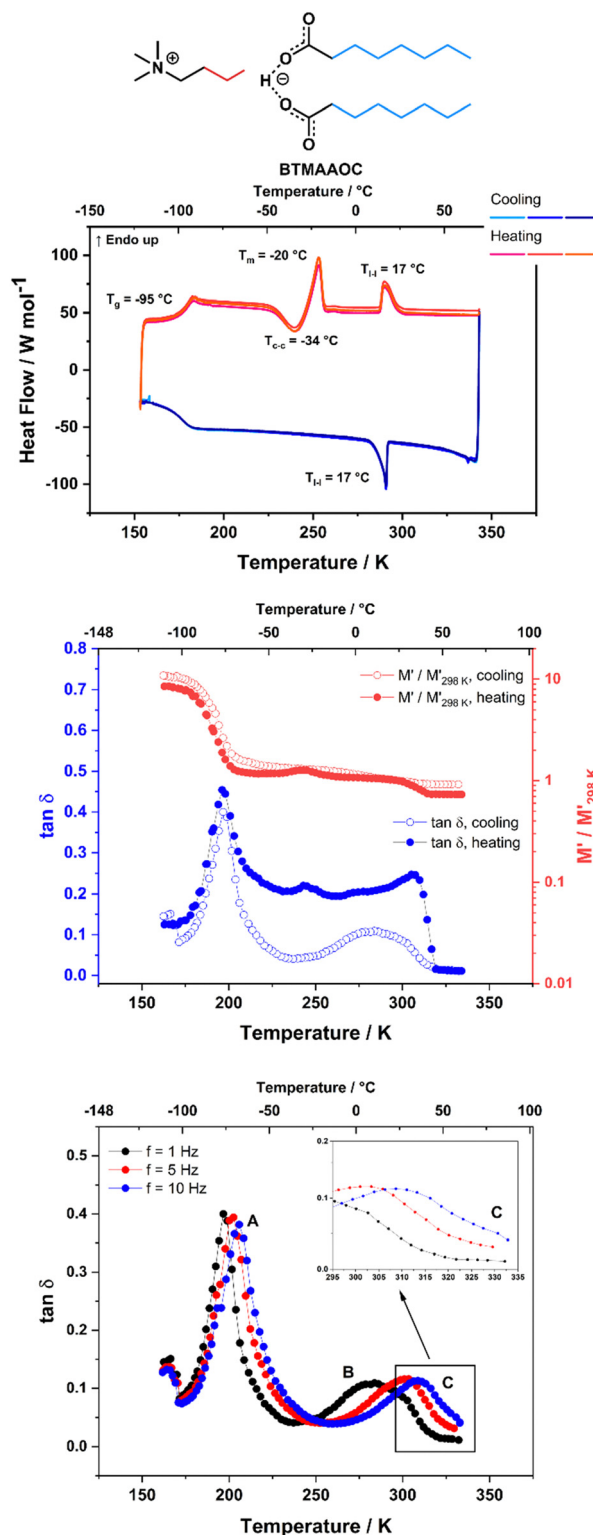 O
O
N ⊕
H ⊖
O
O
BTMAAOC
Temperature / °C
-150 -100 -50 0 50
Cooling
Heating
↑ Endo up
Tm = -20 °C
Tl-l = 17 °C
Tg = -95 °C
Tc-c = -34 °C
Tl-l = 17 °C
Heat Flow / W mol⁻¹
100
50
0
-50
-100
150 200 250 300 350
Temperature / K
Temperature / °C
-148 -100 -50 0 50 100
M' / M'298 K, cooling
M' / M'298 K, heating
tan δ, cooling
tan δ, heating
tan δ
0.8
0.7
0.6
0.5
0.4
0.3
0.2
0.1
0.0
M' / M'298 K
10
1
0.1
0.01
150 200 250 300 350
Temperature / K
Temperature / °C
-148 -100 -50 0 50 100
f = 1 Hz
f = 5 Hz
f = 10 Hz
A
B
C
C
0.2
0.1
0.0
295 300 305 310 315 320 325 330 335
tan δ
0.5
0.4
0.3
0.2
0.1
0.0
150 200 250 300 350
Temperature / K